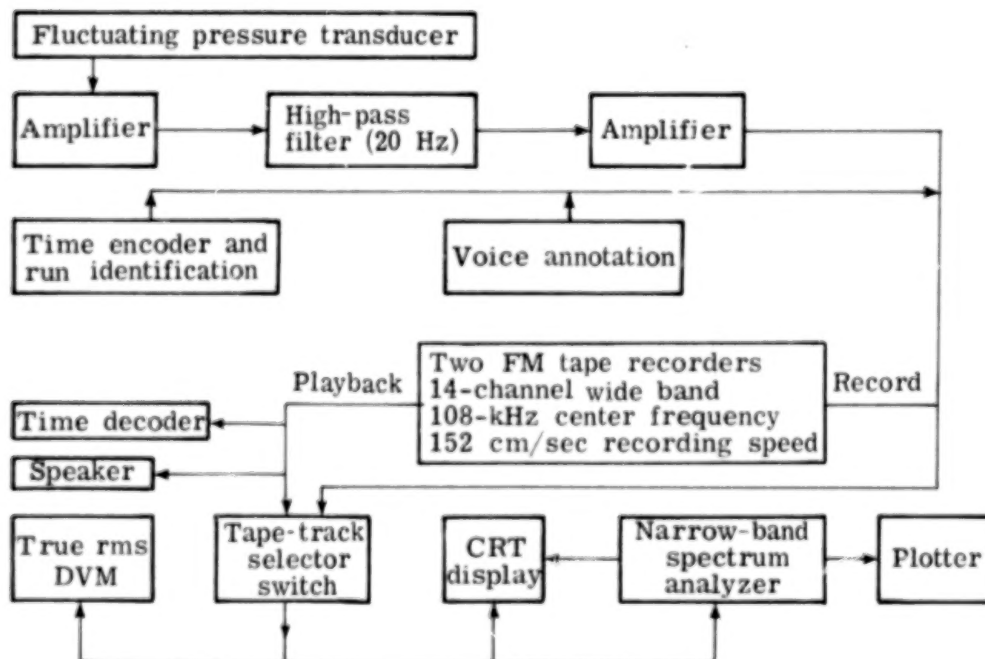 Fluctuating pressure transducer
Amplifier
High-pass
filter (20 Hz)
Amplifier
Time encoder and
run identification
Voice annotation
Playback
Two FM tape recorders
14-channel wide band
108-kHz center frequency
152 cm/sec recording speed
Record
Time decoder
Speaker
True rms
DVM
Tape-track
selector
switch
CRT
display
Narrow-band
spectrum
analyzer
Plotter